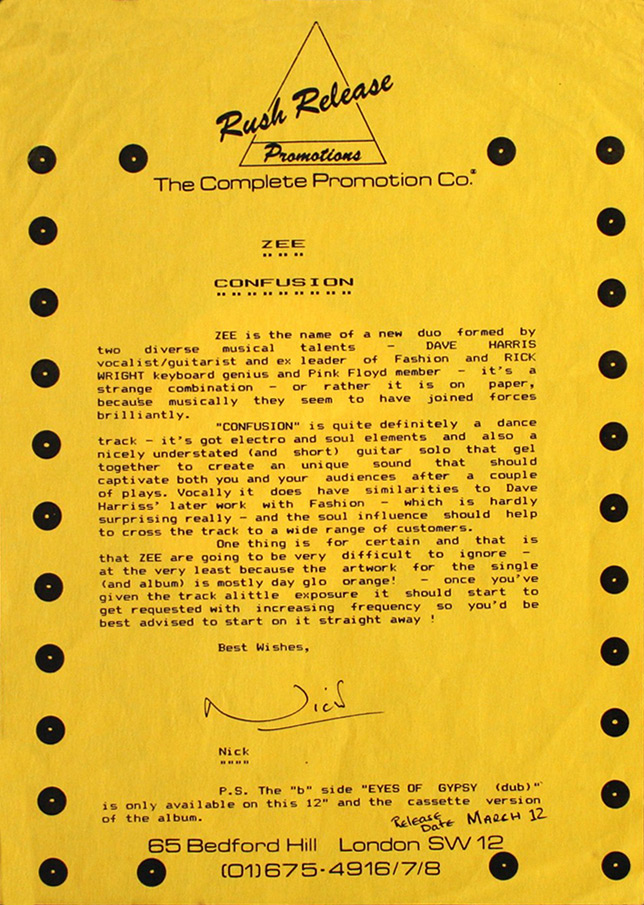 Rush Release
Promotions
The Complete Promotion Co.
ZEE
CONFUSION
ZEE is the name of a new duo formed by
two diverse musical talents - DAVE HARRIS
vocalist/guitarist and ex leader of Fashion and RICK
WRIGHT keyboard genius and Pink Floyd member - it's a
strange combination - or rather it is on paper,
because musically they seem to have joined forces
brilliantly.
"CONFUSION" is quite definitely a dance
track - it's got electro and soul elements and also a
nicely understated (and short) guitar solo that gel
together to create an unique sound that should
captivate both you and your audiences after a couple
of plays. Vocally it does have similarities to Dave
Harriss' later work with Fashion - which is hardly
surprising really - and the soul influence should help
to cross the track to a wide range of customers.
One thing is for certain and that is
that ZEE are going to be very difficult to ignore -
at the very least because the artwork for the single
(and album) is mostly day glo orange! - once you've
given the track alittle exposure it should start to
get requested with increasing frequency so you'd be
best advised to start on it straight away !
Best Wishes,
Nick
Nick
P.S. The "b" side "EYES OF GYPSY (dub)"
is only available on this 12" and the cassette version
of the album.
Release Date MARCH 12
65 Bedford Hill London SW 12
(01) 675-4916/7/8